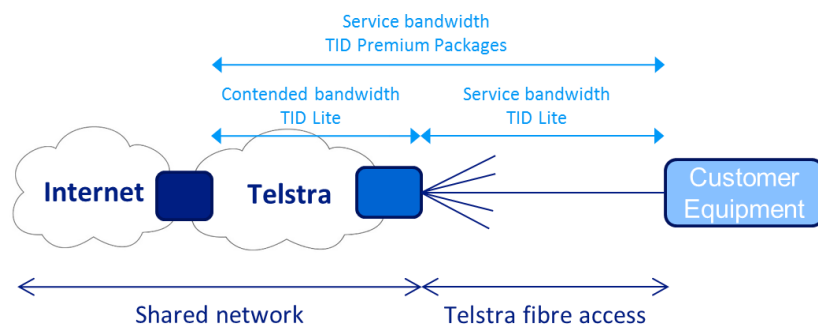 Service bandwidth
TID Premium Packages
Contended bandwidth
TID Lite
Service bandwidth
TID Lite
Internet
Telstra
Customer
Equipment
Shared network
Telstra fibre access